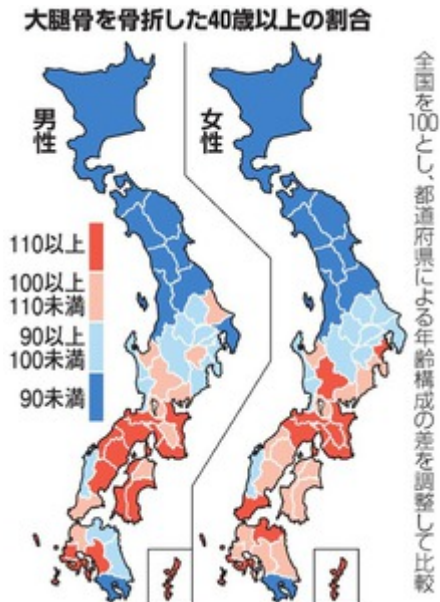 大腿骨を骨折した40歳以上の割合
男性
女性
110以上
100以上
110未満
90以上
100未満
90未満
全国を100とし、都道府県による年齢構成の差を調整して比較